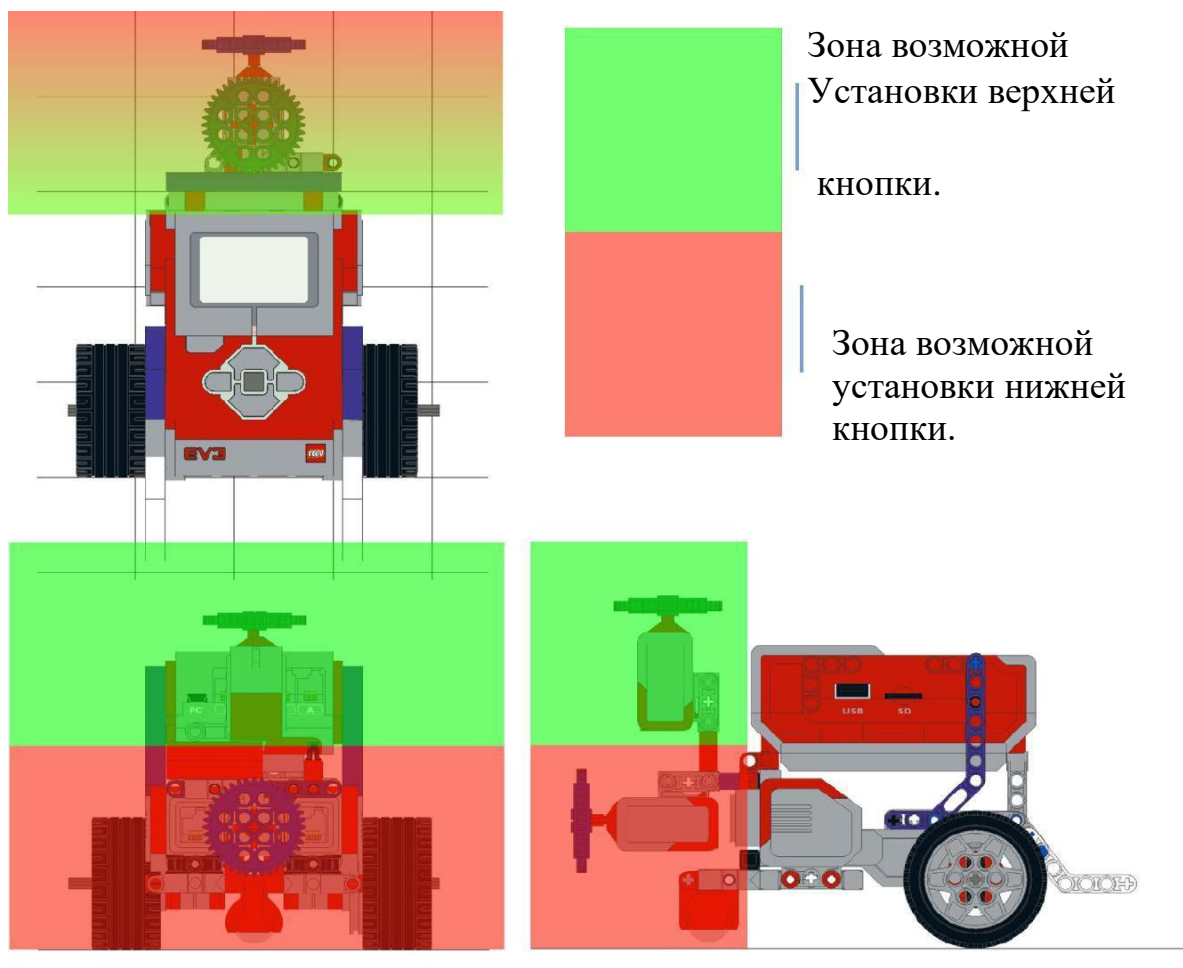 Зона возможной
Установки верхней
кнопки.
Зона возможной
установки нижней
кнопки.
EV3
LEGO
PC
A
USB
SD